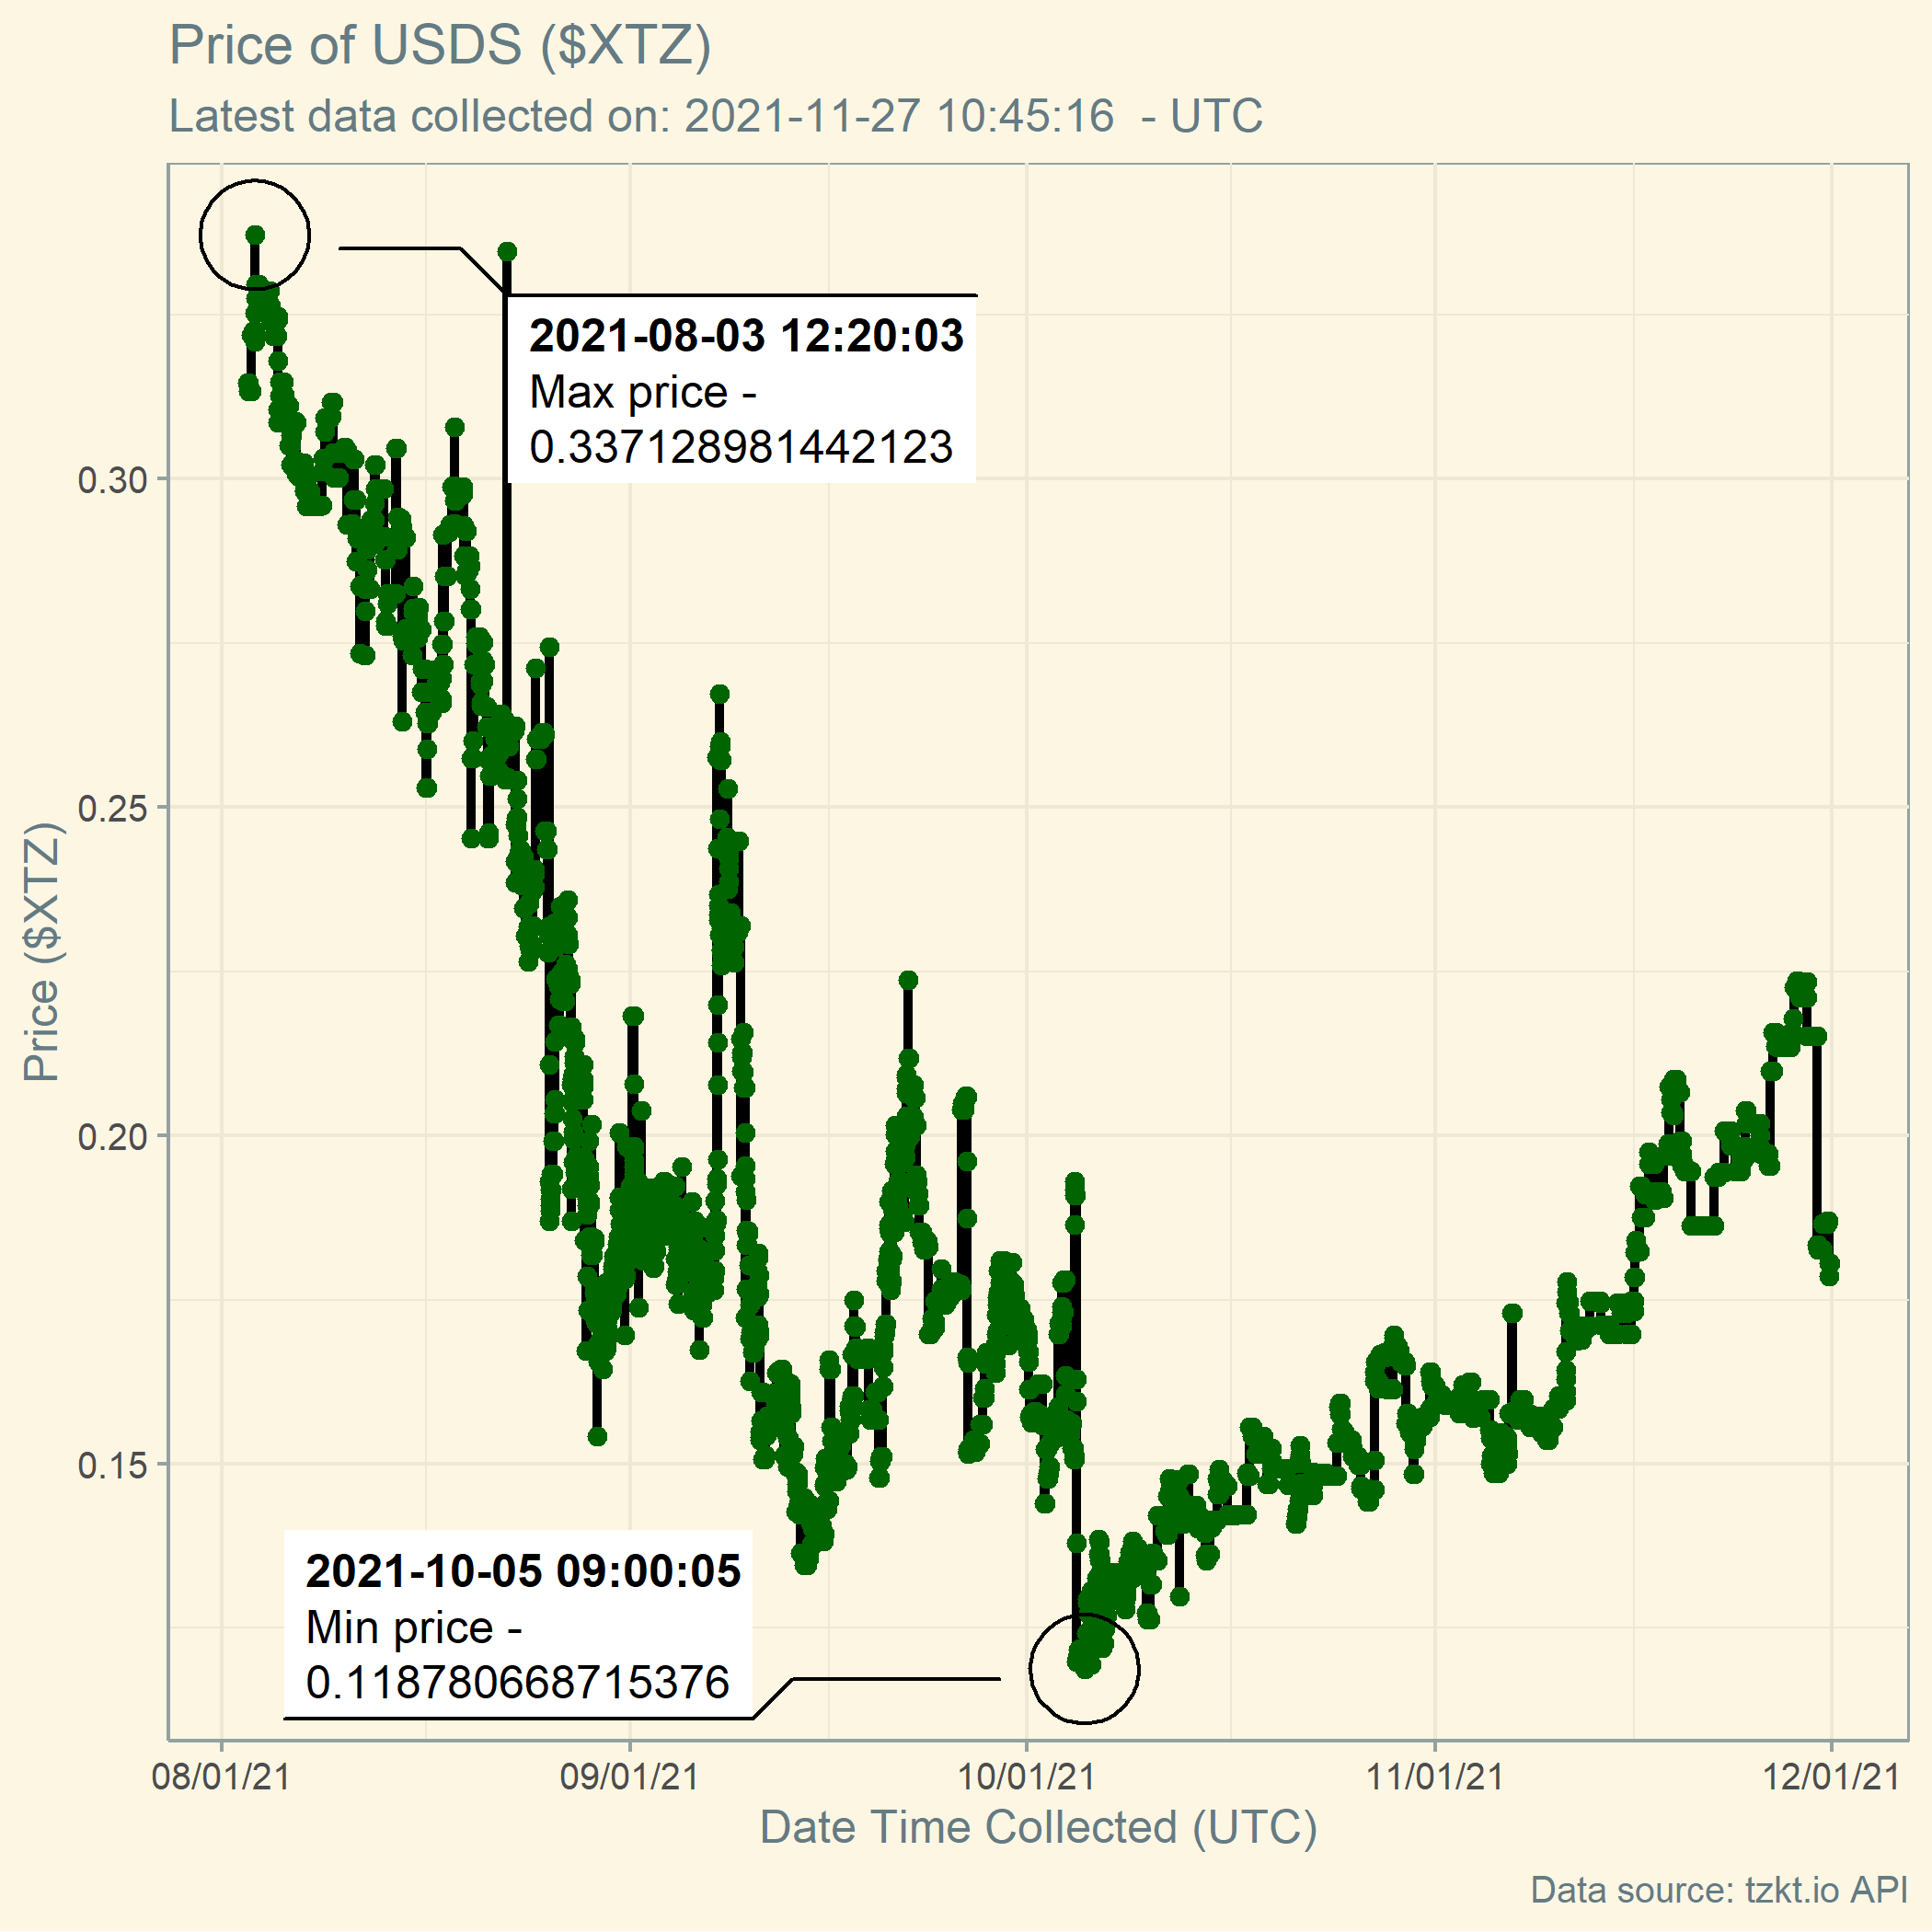 Price of USDS ($XTZ)
Latest data collected on: 2021-11-27 10:45:16  - UTC
2021-08-03 12:20:03
Max price -
0.337128981442123
0.30
0.25
0.20
0.15
Price ($XTZ)
2021-10-05 09:00:05
Min price -
0.118780668715376
08/01/21
09/01/21
10/01/21
11/01/21
12/01/21
Date Time Collected (UTC)
Data source: tzkt.io API